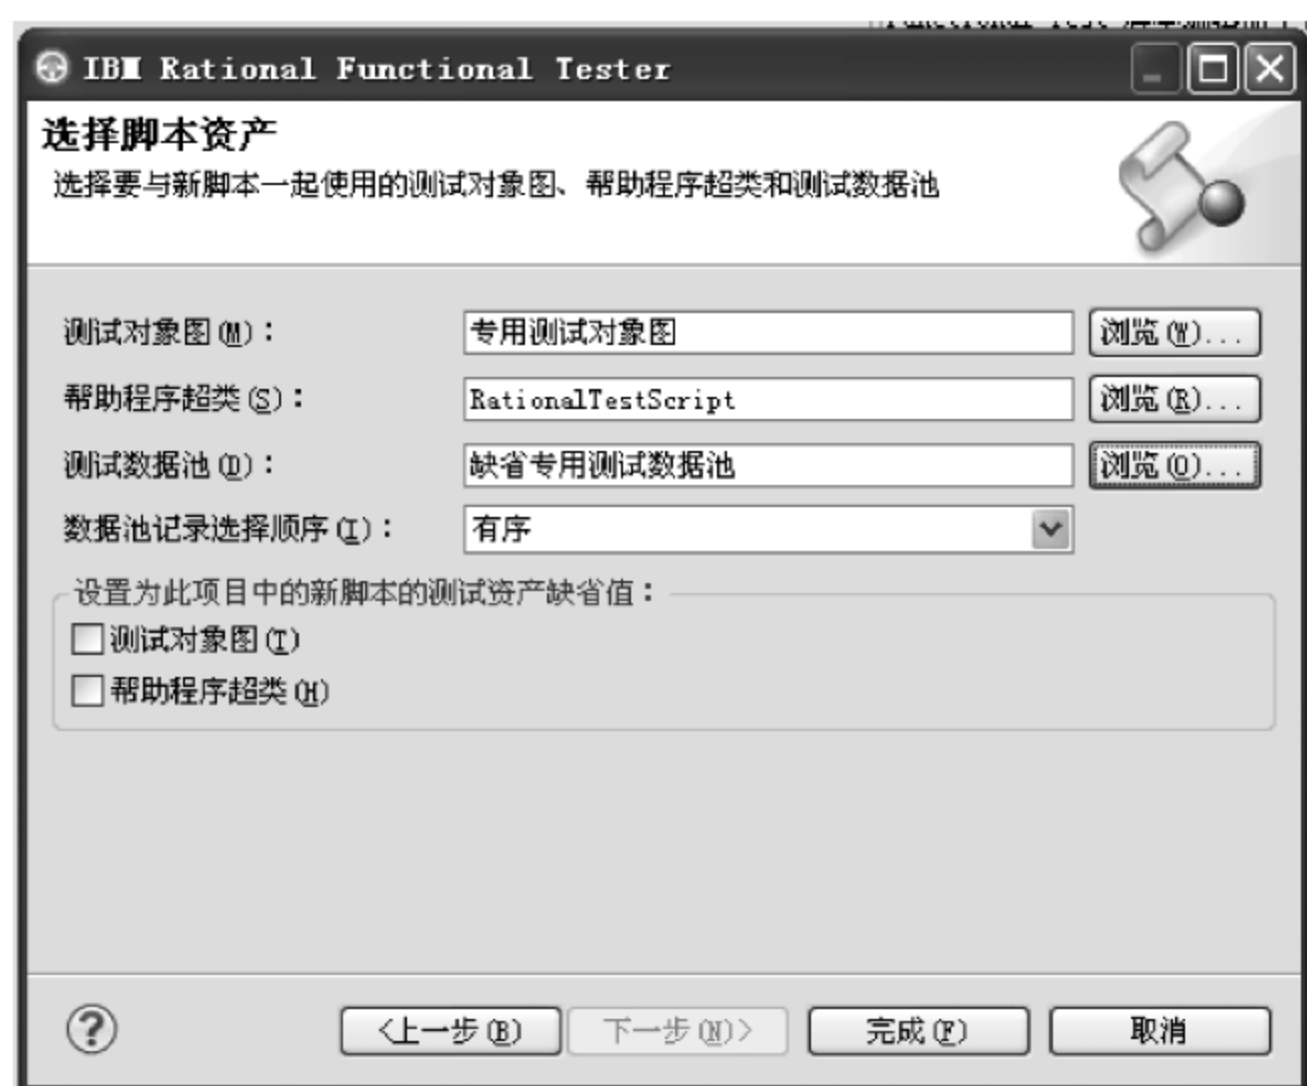 IBM Rational Functional Tester
选择脚本资产
选择要与新脚本一起使用的测试对象图、帮助程序超类和测试数据池
测试对象图(M)： 专用测试对象图 浏览(W)...
帮助程序超类(S)： RationalTestScript 浏览(R)...
测试数据池(D)： 缺省专用测试数据池 浏览(O)...
数据池记录选择顺序(I)： 有序
设置为此项目中的新脚本的测试资产缺省值：
测试对象图(T)
帮助程序超类(H)
<上一步(B) 下一步(N)> 完成(F) 取消